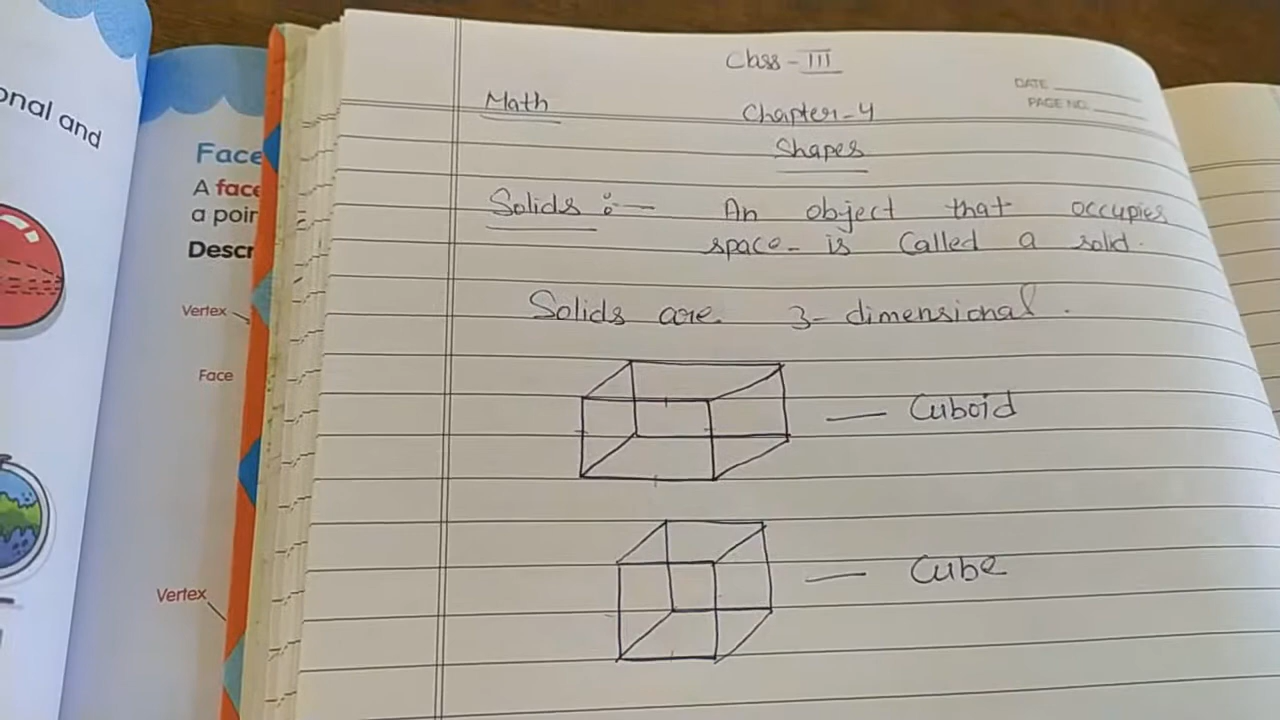 onal and
Face
A face
a poin
Descr
Vertex
Face
Vertex
Class - III
DATE
PAGE NO.
Math
Chapter-4
Shapes
Solids :— An object that occupies
space is called a solid.
Solids are 3-dimensional.
— Cuboid
— Cube